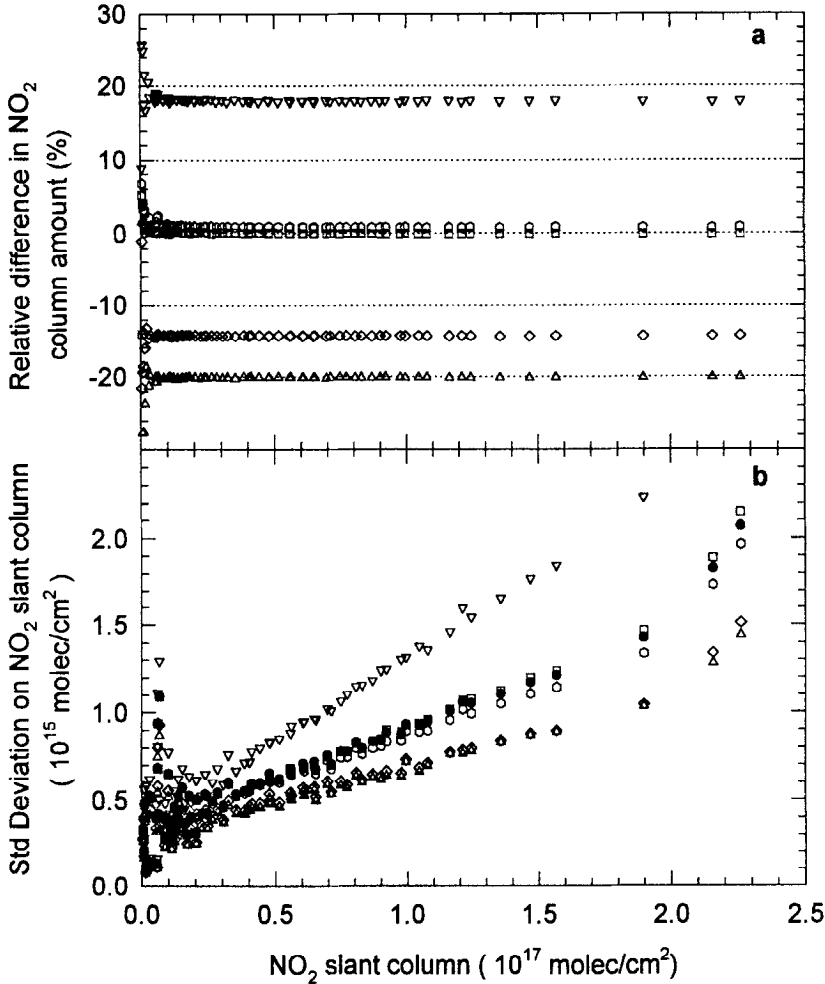 a
30
20
10
0
-10
-20
Relative difference in NO2
column amount (%)
b
2.0
1.5
1.0
0.5
0.0
Std Deviation on NO2 slant column
( 10^15 molec/cm^2 )
0.0 0.5 1.0 1.5 2.0 2.5
NO2 slant column ( 10^17 molec/cm^2)